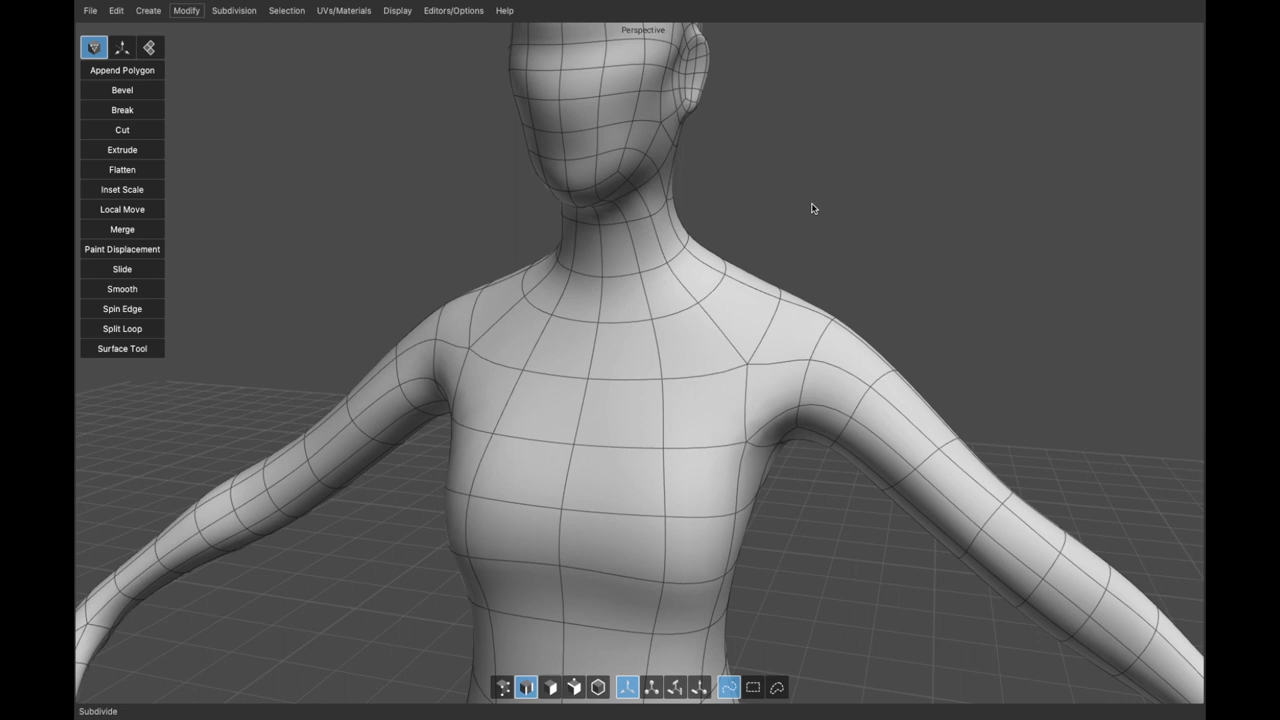 File Edit Create Modify Subdivision Selection UVs/Materials Display Editors/Options Help
Perspective
Append Polygon
Bevel
Break
Cut
Extrude
Flatten
Inset Scale
Local Move
Merge
Paint Displacement
Slide
Smooth
Spin Edge
Split Loop
Surface Tool
Subdivide